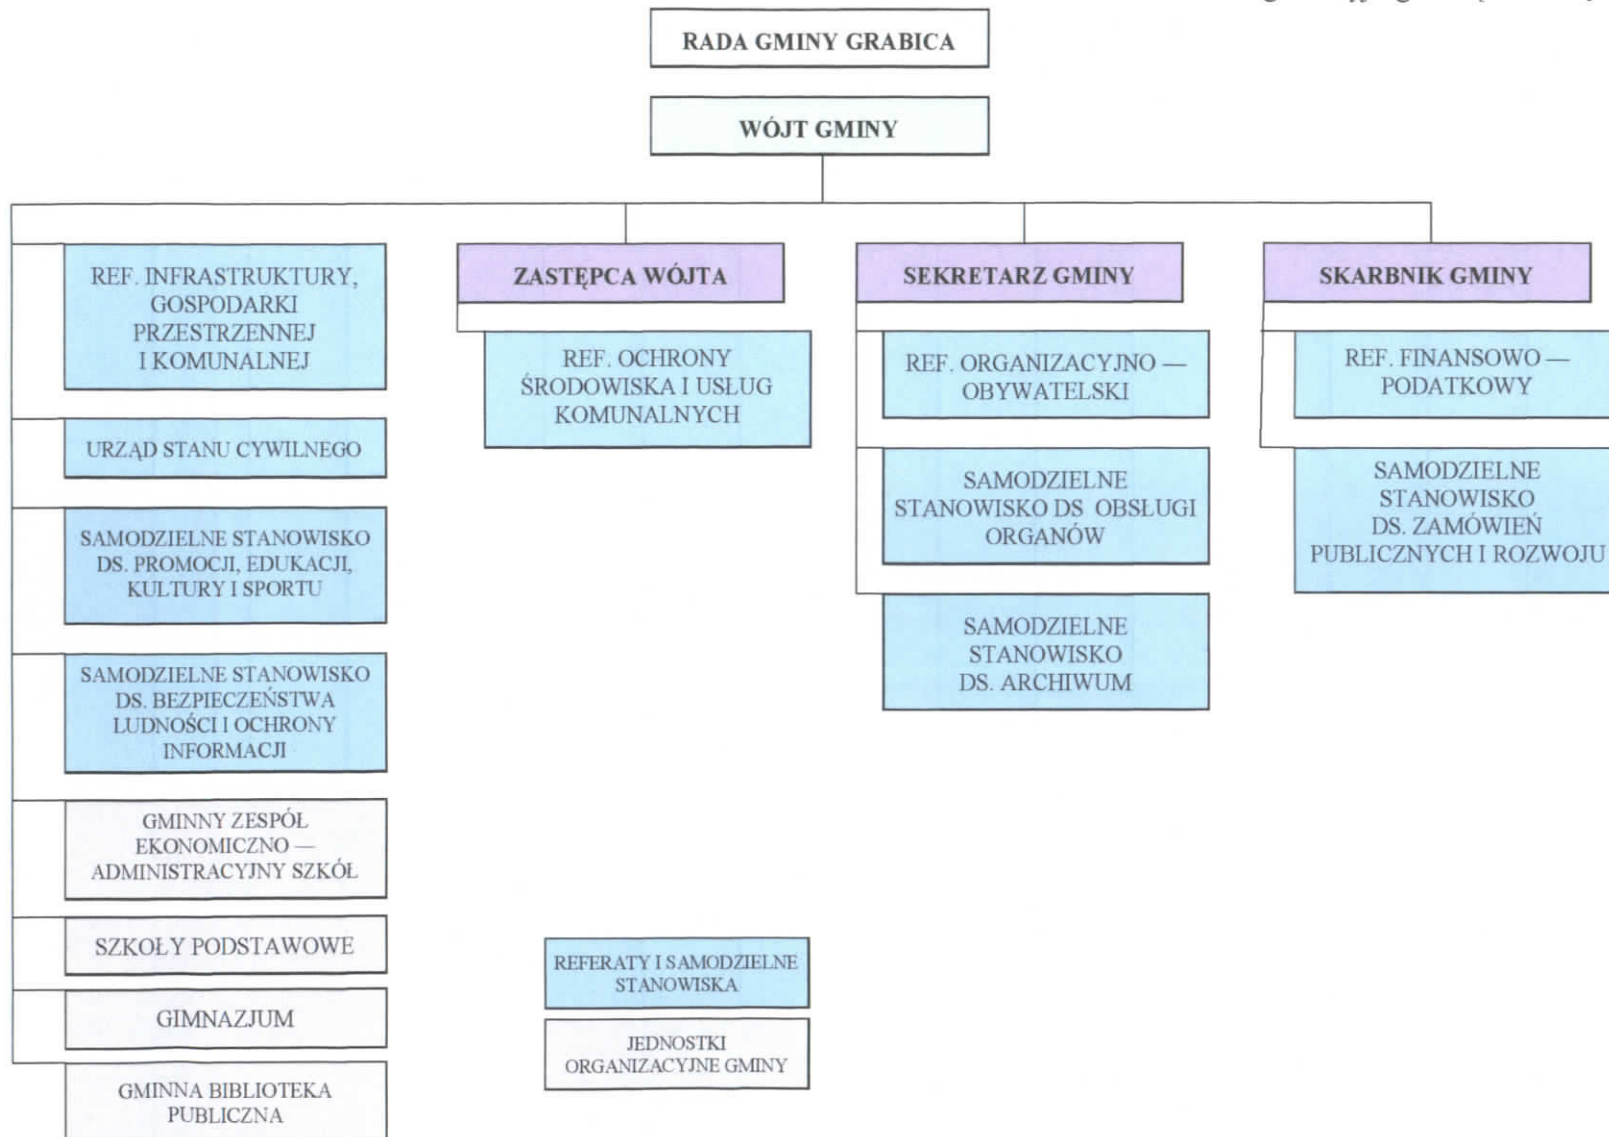 RADA GMINY GRABICA
WÓJT GMINY
REF. INFRASTRUKTURY,
GOSPODARKI
PRZESTRZENNEJ
I KOMUNALNEJ
URZĄD STANU CYWILNEGO
SAMODZIELNE STANOWISKO
DS. PROMOCJI, EDUKACJI,
KULTURY I SPORTU
SAMODZIELNE STANOWISKO
DS. BEZPIECZEŃSTWA
LUDNOŚCI I OCHRONY
INFORMACJI
GMINNY ZESPÓŁ
EKONOMICZNO —
ADMINISTRACYJNY SZKÓŁ
SZKOŁY PODSTAWOWE
GIMNAZJUM
GMINNA BIBLIOTEKA
PUBLICZNA
ZASTĘPCA WÓJTA
REF. OCHRONY
ŚRODOWISKA I USŁUG
KOMUNALNYCH
SEKRETARZ GMINY
REF. ORGANIZACYJNO —
OBYWATELSKI
SAMODZIELNE
STANOWISKO DS OBSŁUGI
ORGANÓW
SAMODZIELNE
STANOWISKO
DS. ARCHIWUM
SKARBNIK GMINY
REF. FINANSOWO —
PODATKOWY
SAMODZIELNE
STANOWISKO
DS. ZAMÓWIEŃ
PUBLICZNYCH I ROZWOJU
REFERATY I SAMODZIELNE
STANOWISKA
JEDNOSTKI
ORGANIZACYJNE GMINY